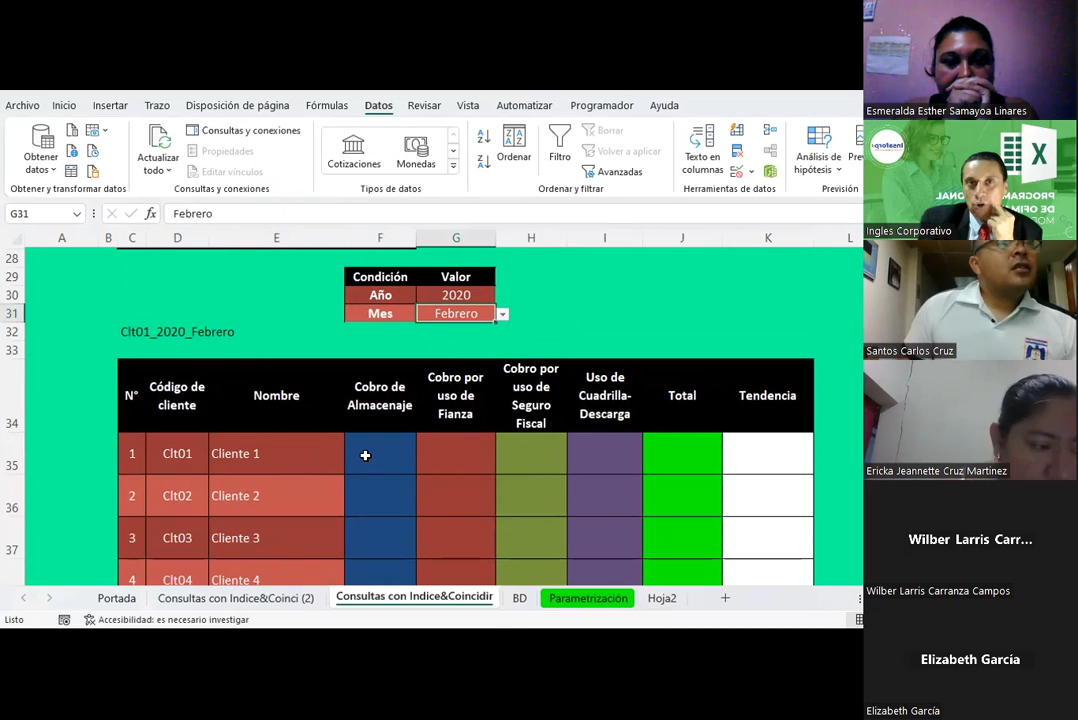 Archivo Inicio Insertar Trazo Disposición de página Fórmulas Datos Revisar Vista Automatizar Programador Ayuda
Obtener datos
Actualizar todo
Consultas y conexiones
Propiedades
Editar vínculos
Cotizaciones
Monedas
Ordenar
Filtro
Borrar
Volver a aplicar
Avanzadas
Texto en columnas
Análisis de hipótesis
Obtener y transformar datos Consultas y conexiones Tipos de datos Ordenar y filtrar Herramientas de datos Previsión
G31 fx Febrero
A B C D E F G H I J K L
28
29 Condición Valor
30 Año 2020
31 Mes Febrero
32 Clt01_2020_Febrero
33
34 N° Código de cliente Nombre Cobro de Almacenaje Cobro por uso de Fianza Cobro por uso de Seguro Fiscal Uso de Cuadrilla-Descarga Total Tendencia
35 1 Clt01 Cliente 1
36 2 Clt02 Cliente 2
37 3 Clt03 Cliente 3
4 Clt04 Cliente 4
Portada Consultas con Indice&Coinci (2) Consultas con Indice&Coincidir BD Parametrización Hoja2
Listo Accesibilidad: es necesario investigar
Esmeralda Esther Samayoa Linares
Ingles Corporativo
Santos Carlos Cruz
Ericka Jeannette Cruz Martinez
Wilber Larris Carr...
Wilber Larris Carranza Campos
Elizabeth García
Elizabeth García